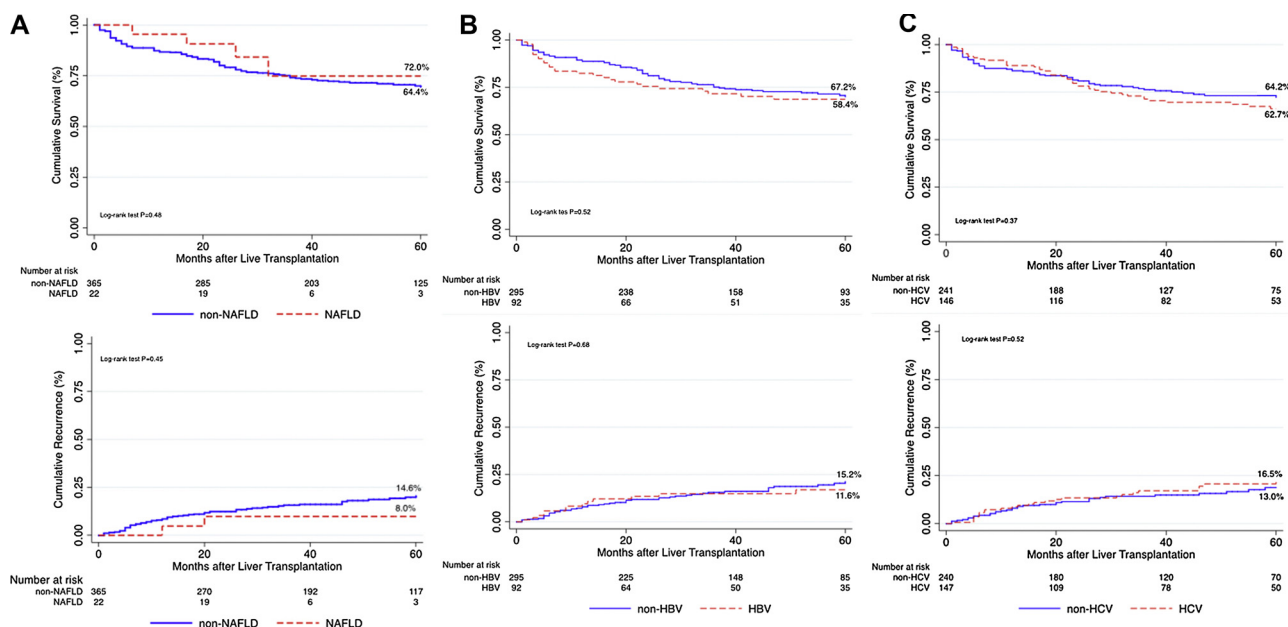 A
Cumulative Survival (%)
1.00
0.75
0.50
0.25
0.00
72.0%
64.4%
Log-rank test P=0.48
0 20 40 60
Months after Liver Transplantation
Number at risk
non-NAFLD 365 285 203 125
NAFLD 22 19 6 3
non-NAFLD NAFLD
Cumulative Recurrence (%)
1.00
0.75
0.50
0.25
0.00
Log-rank test P=0.45
14.6%
8.0%
0 20 40 60
Months after Liver Transplantation
Number at risk
non-NAFLD 365 270 192 117
NAFLD 22 19 6 3
non-NAFLD NAFLD
B
Cumulative Survival (%)
1.00
0.75
0.50
0.25
0.00
67.2%
58.4%
Log-rank tes P=0.52
0 20 40 60
Months after Liver Transplantation
Number at risk
non-HBV 295 238 158 93
HBV 92 66 51 35
Cumulative Recurrence (%)
1.00
0.75
0.50
0.25
0.00
Log-rank test P=0.68
15.2%
11.6%
0 20 40 60
Months after Liver Transplantation
Number at risk
non-HBV 295 225 148 85
HBV 92 64 50 35
non-HBV HBV
C
Cumulative Survival (%)
1.00
0.75
0.50
0.25
0.00
64.2%
62.7%
Log-rank test P=0.37
0 20 40 60
Months after Liver Transplantation
Number at risk
non-HCV 241 188 127 75
HCV 146 116 82 53
Cumulative Recurrence (%)
1.00
0.75
0.50
0.25
0.00
Log-rank test P=0.52
16.5%
13.0%
0 20 40 60
Months after Liver Transplantation
Number at risk
non-HCV 240 180 120 70
HCV 147 109 78 50
non-HCV HCV